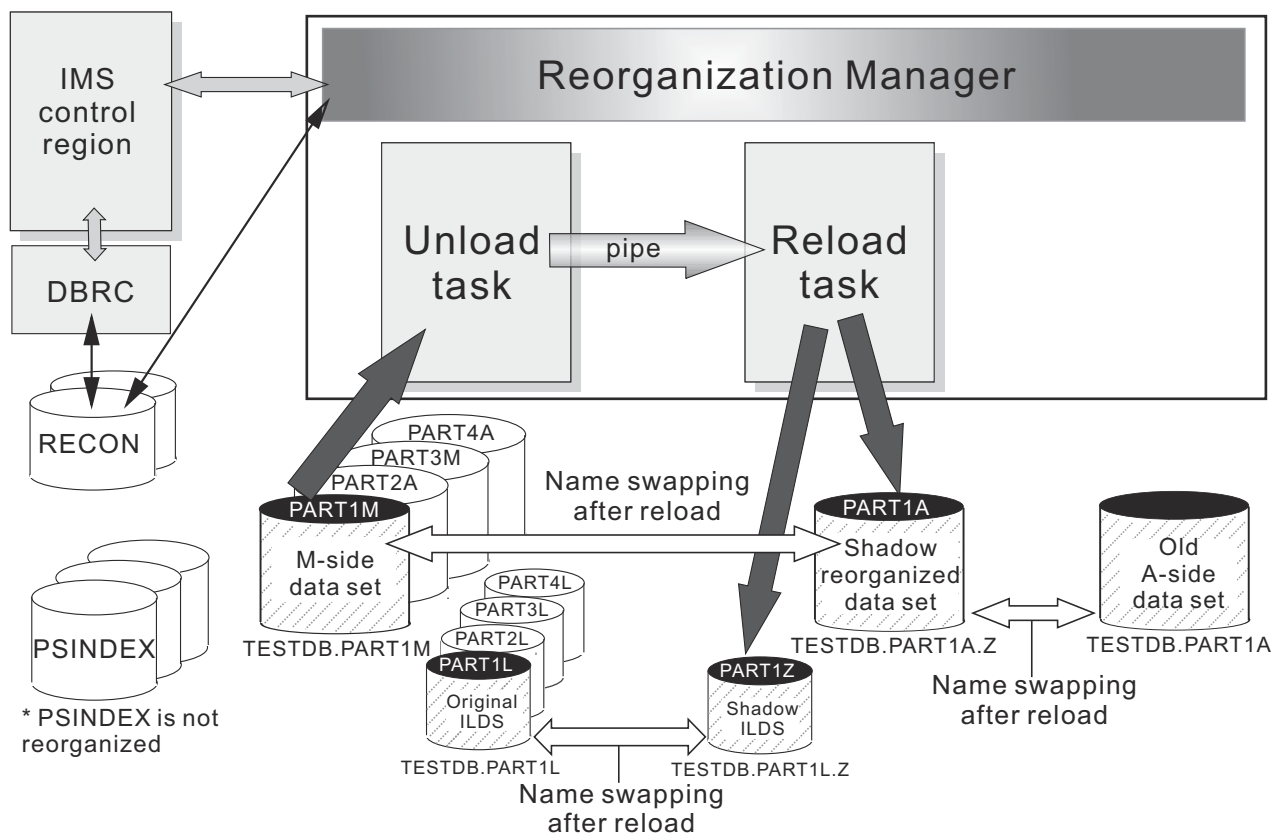 IMS
control
region
Reorganization Manager
DBRC
Unload
task
pipe
Reload
task
RECON
PART4A
PART3M
PART2A
PART1M
M-side
data set
TESTDB.PART1M
Name swapping
after reload
PART1A
Shadow
reorganized
data set
TESTDB.PART1A.Z
Old
A-side
data set
TESTDB.PART1A
Name swapping
after reload
PSINDEX
* PSINDEX is not
reorganized
PART4L
PART3L
PART2L
PART1L
Original
ILDS
TESTDB.PART1L
PART1Z
Shadow
ILDS
TESTDB.PART1L.Z
Name swapping
after reload